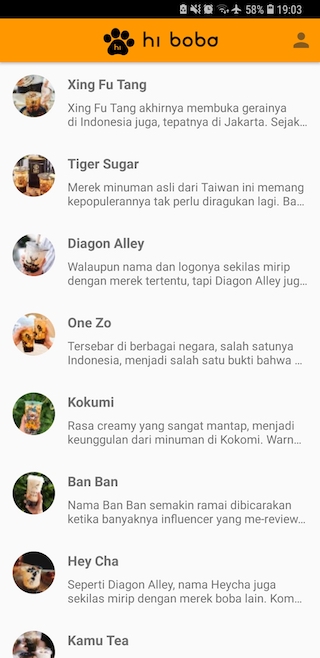 58% 19:03
hi
hi boba
Xing Fu Tang
Xing Fu Tang akhirnya membuka gerainya
di Indonesia juga, tepatnya di Jakarta. Sejak…
Tiger Sugar
Merek minuman asli dari Taiwan ini memang
kepopulerannya tak perlu diragukan lagi. Ba…
Diagon Alley
Walaupun nama dan logonya sekilas mirip
dengan merek tertentu, tapi Diagon Alley jug…
One Zo
Tersebar di berbagai negara, salah satunya
Indonesia, menjadi salah satu bukti bahwa …
Kokumi
Rasa creamy yang sangat mantap, menjadi
keunggulan dari minuman di Kokomi. Warn…
Ban Ban
Nama Ban Ban semakin ramai dibicarakan
ketika banyaknya influencer yang me-review…
Hey Cha
Seperti Diagon Alley, nama Heycha juga
sekilas mirip dengan merek boba lain. Kom…
Kamu Tea